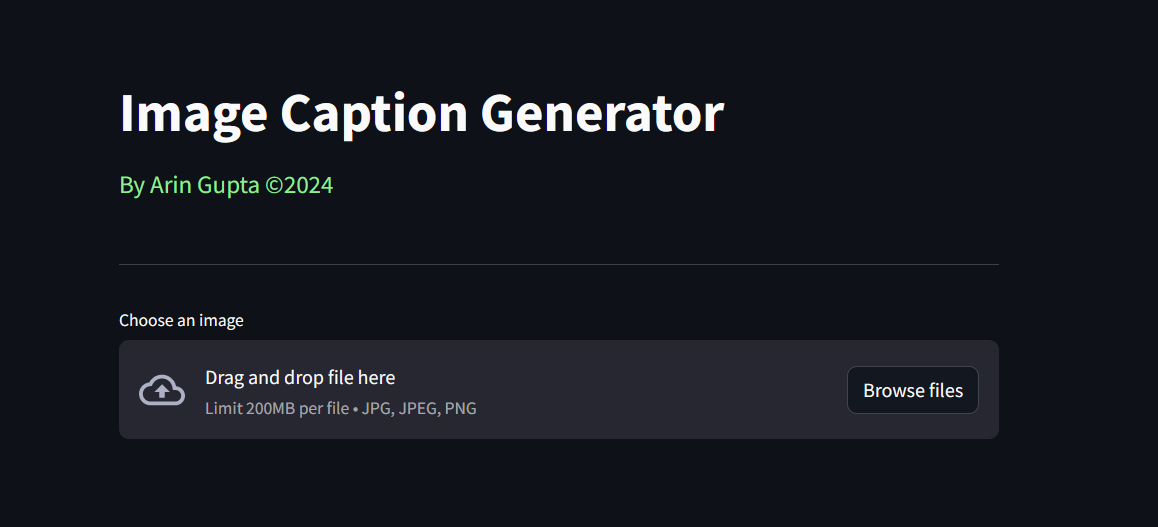 Image Caption Generator
By Arin Gupta ©2024
Choose an image
Drag and drop file here
Limit 200MB per file • JPG, JPEG, PNG
Browse files